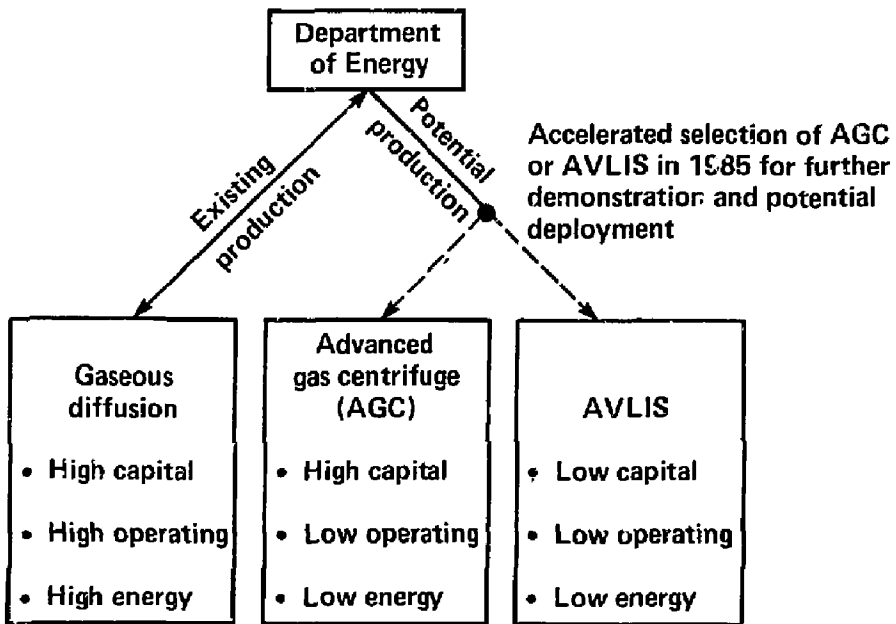 Department
of Energy
Existing
production
Potential
production
Accelerated selection of AGC
or AVLIS in 1985 for further
demonstration and potential
deployment
Gaseous
diffusion
• High capital
• High operating
• High energy
Advanced
gas centrifuge
(AGC)
• High capital
• Low operating
• Low energy
AVLIS
• Low capital
• Low operating
• Low energy